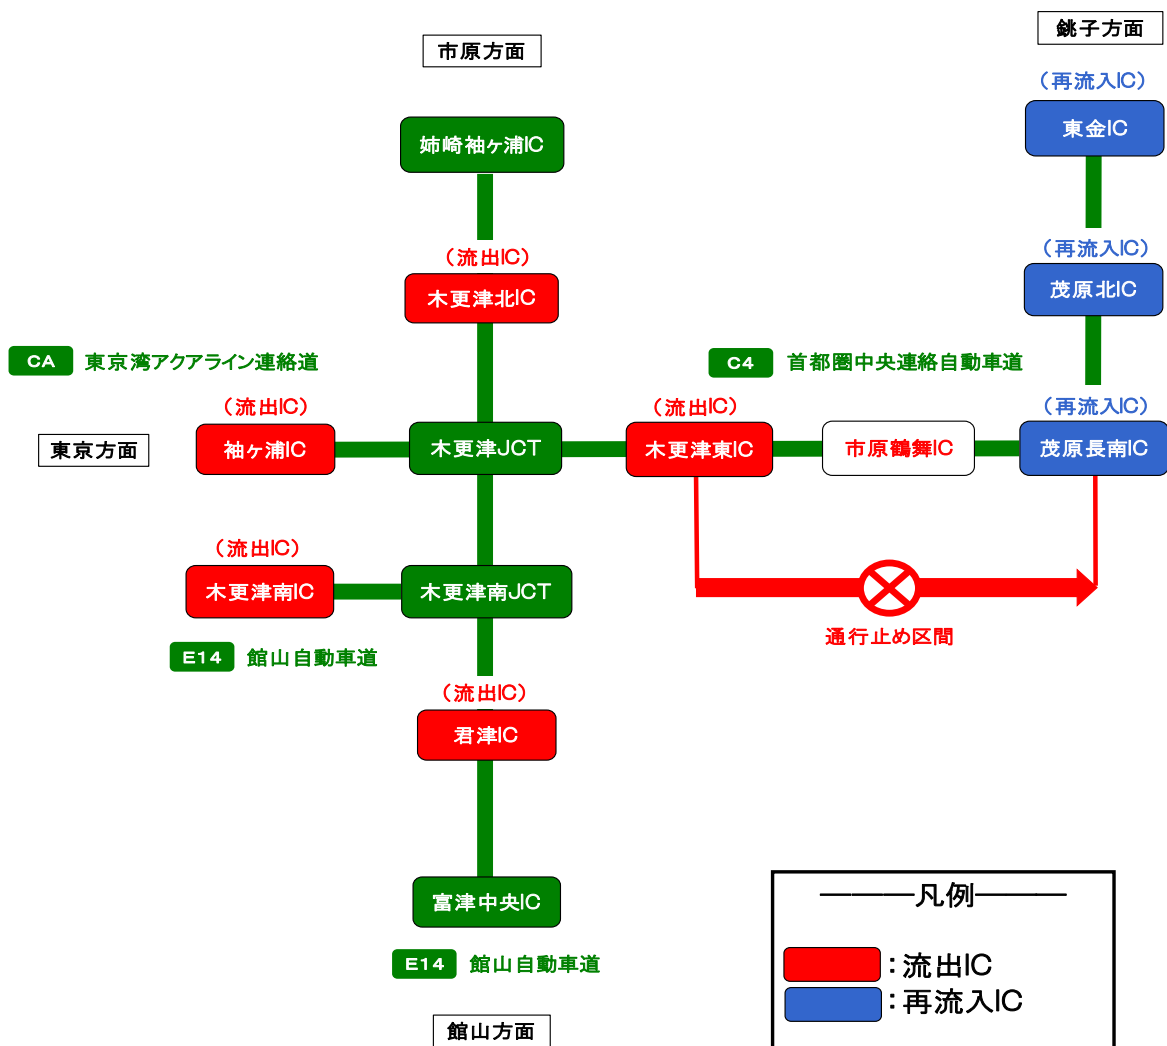 銚子方面
市原方面
（再流入IC）
東金IC
姉崎袖ヶ浦IC
（流出IC）
（再流入IC）
木更津北IC
茂原北IC
CA 東京湾アクアライン連絡道
C4 首都圏中央連絡自動車道
（流出IC）
（流出IC）
（再流入IC）
東京方面
袖ヶ浦IC
木更津JCT
木更津東IC
市原鶴舞IC
茂原長南IC
（流出IC）
木更津南IC
木更津南JCT
通行止め区間
E14 館山自動車道
（流出IC）
君津IC
富津中央IC
凡例
E14 館山自動車道
：流出IC
：再流入IC
館山方面